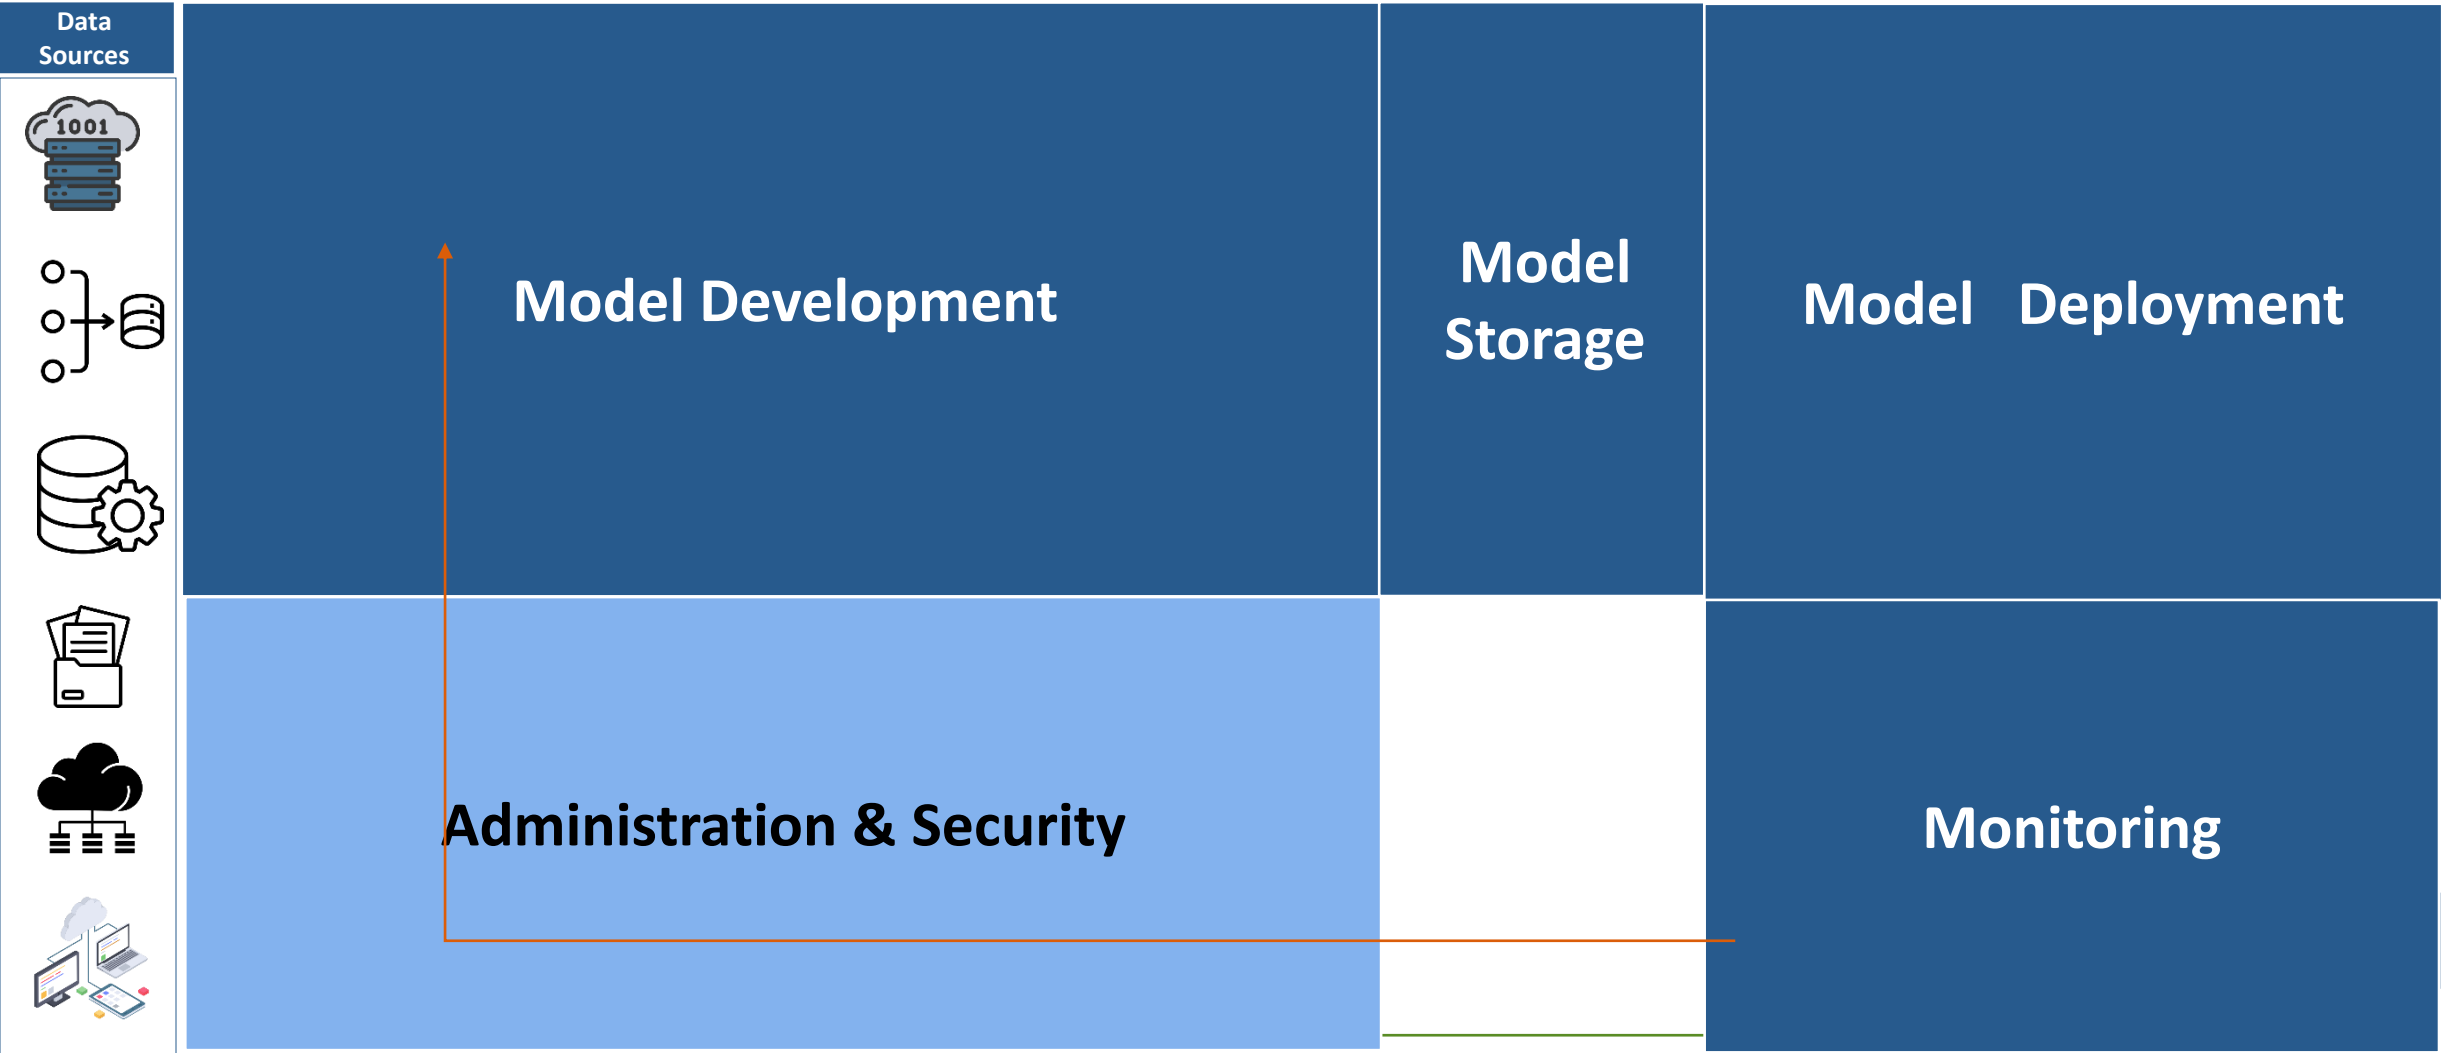 Data
Sources
1001
Model Development
Model
Storage
Model Deployment
Administration & Security
Monitoring